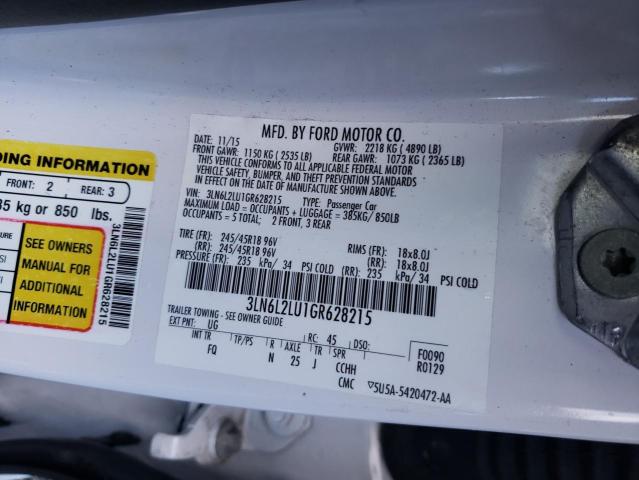 DING INFORMATION
FRONT: 2 REAR: 3
85 kg or 850 lbs.
SSURE
SEE OWNERS
MANUAL FOR
ADDITIONAL
INFORMATION
3LN6L2LU1GR628215
MFD. BY FORD MOTOR CO.
11/15 GVWR: 2218 KG ( 4890 LB)
FRONT GAWR: 1150 KG ( 2535 LB) REAR GAWR: 1073 KG ( 2365 LB)
THIS VEHICLE CONFORMS TO ALL APPLICABLE FEDERAL MOTOR
VEHICLE SAFETY, BUMPER, AND THEFT PREVENTION STANDARDS
IN EFFECT ON THE DATE OF MANUFACTURE SHOWN ABOVE.
VIN: 3LN6L2LU1GR628215 TYPE: Passenger Car
MAXIMUM LOAD = OCCUPANTS + LUGGAGE = 385KG/ 850LB
OCCUPANTS = 5 TOTAL: 2 FRONT, 3 REAR
TIRE (FR): 245/45R18 96V RIMS (FR): 18x8.0J
(RR): 245/45R18 96V (RR): 18x8.0J
PRESSURE (FR): 235 kPa/ 34 PSI COLD (RR): 235 kPa/ 34 PSI COLD
3LN6L2LU1GR628215
TRAILER TOWING - SEE OWNER GUIDE
EXT PNT: UG RC: 45 DSO: F0090
INT TR TP/PS R AXLE TR SPR R0129
FQ N 25 J CCHH
CMC ▽5U5A-5420472-AA